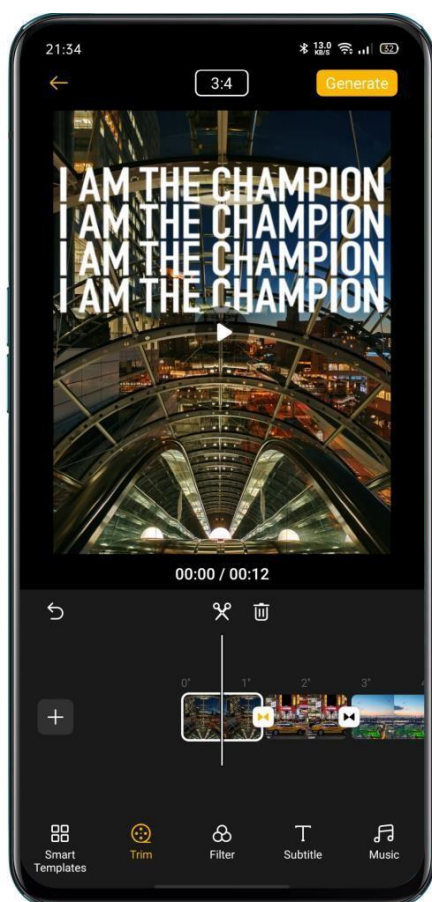 21:34 13.0 KB/S 52
3:4 Generate
I AM THE CHAMPION
I AM THE CHAMPION
I AM THE CHAMPION
I AM THE CHAMPION
00:00 / 00:12
0" 1" 2" 3"
Smart Templates
Trim
Filter
Subtitle
Music